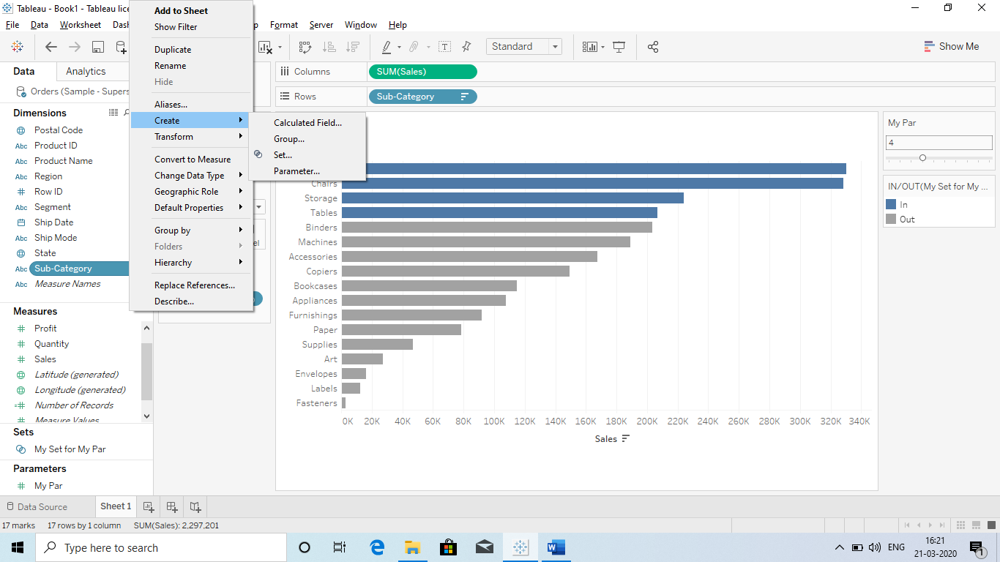 Tableau - Book1 - Tableau lice
File Data Worksheet Dash p Format Server Window Help
Standard
Show Me
Data Analytics
Orders (Sample - Supers
Dimensions
Postal Code
Abc Product ID
Abc Product Name
Abc Region
Row ID
Abc Segment
Ship Date
Abc Ship Mode
State
Abc Sub-Category
Abc Measure Names
Measures
Profit
Quantity
Sales
Latitude (generated)
Longitude (generated)
Number of Records
Measure Values
Sets
My Set for My Par
Parameters
My Par
Add to Sheet
Show Filter
Duplicate
Rename
Hide
Aliases...
Create
Transform
Convert to Measure
Change Data Type
Geographic Role
Default Properties
Group by
Folders
Hierarchy
Replace References...
Describe...
Calculated Field...
Group...
Set...
Parameter...
el
Columns SUM(Sales)
Rows Sub-Category
Chairs
Storage
Tables
Binders
Machines
Accessories
Copiers
Bookcases
Appliances
Furnishings
Paper
Supplies
Art
Envelopes
Labels
Fasteners
0K 20K 40K 60K 80K 100K 120K 140K 160K 180K 200K 220K 240K 260K 280K 300K 320K 340K
Sales
My Par
4
IN/OUT(My Set for My ...
In
Out
Data Source Sheet 1
17 marks 17 rows by 1 column SUM(Sales): 2,297,201
Type here to search
ENG
16:21
21-03-2020
1